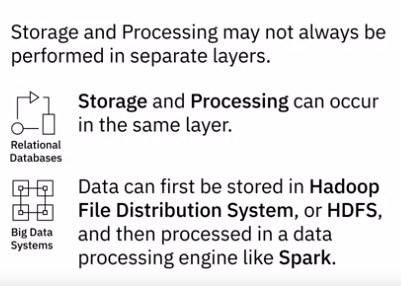 Storage and Processing may not always be
performed in separate layers.
Storage and Processing can occur
in the same layer.
Relational
Databases
Data can first be stored in Hadoop
File Distribution System, or HDFS,
and then processed in a data
processing engine like Spark.
Big Data
Systems